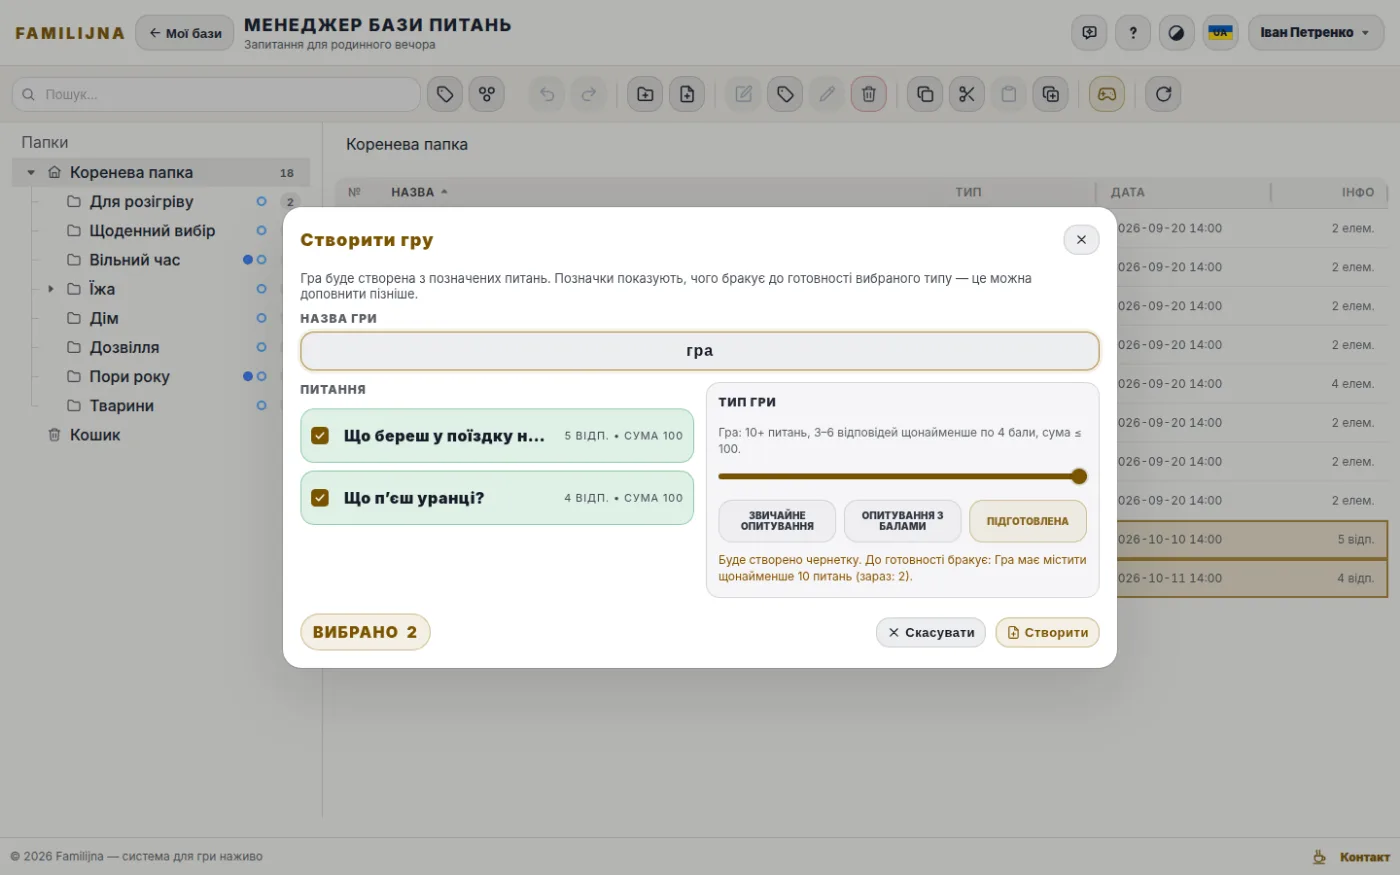 FAMILIJNA
Мої бази
МЕНЕДЖЕР БАЗИ ПИТАНЬ
Запитання для родинного вечора
?
UA
Іван Петренко
Пошук...
Папки
Коренева папка 18
Для розігріву 2
Щоденний вибір
Вільний час
Їжа
Дім
Дозвілля
Пори року
Тварини
Кошик
Коренева папка
№ НАЗВА ТИП ДАТА ІНФО
026-09-20 14:00 2 елем.
026-09-20 14:00 2 елем.
026-09-20 14:00 2 елем.
026-09-20 14:00 2 елем.
026-09-20 14:00 4 елем.
026-09-20 14:00 2 елем.
026-09-20 14:00 2 елем.
026-09-20 14:00 2 елем.
026-10-10 14:00 5 відп.
026-10-11 14:00 4 відп.
Створити гру
Гра буде створена з позначених питань. Позначки показують, чого бракує до готовності вибраного типу — це можна
доповнити пізніше.
НАЗВА ГРИ
гра
ПИТАННЯ
Що береш у поїздку н... 5 ВІДП. • СУМА 100
Що п’єш уранці? 4 ВІДП. • СУМА 100
ТИП ГРИ
Гра: 10+ питань, 3–6 відповідей щонайменше по 4 бали, сума ≤
100.
ЗВИЧАЙНЕ
ОПИТУВАННЯ
ОПИТУВАННЯ З
БАЛАМИ
ПІДГОТОВЛЕНА
Буде створено чернетку. До готовності бракує: Гра має містити
щонайменше 10 питань (зараз: 2).
ВИБРАНО 2
Скасувати
Створити
© 2026 Familijna — система для гри наживо
Контакт